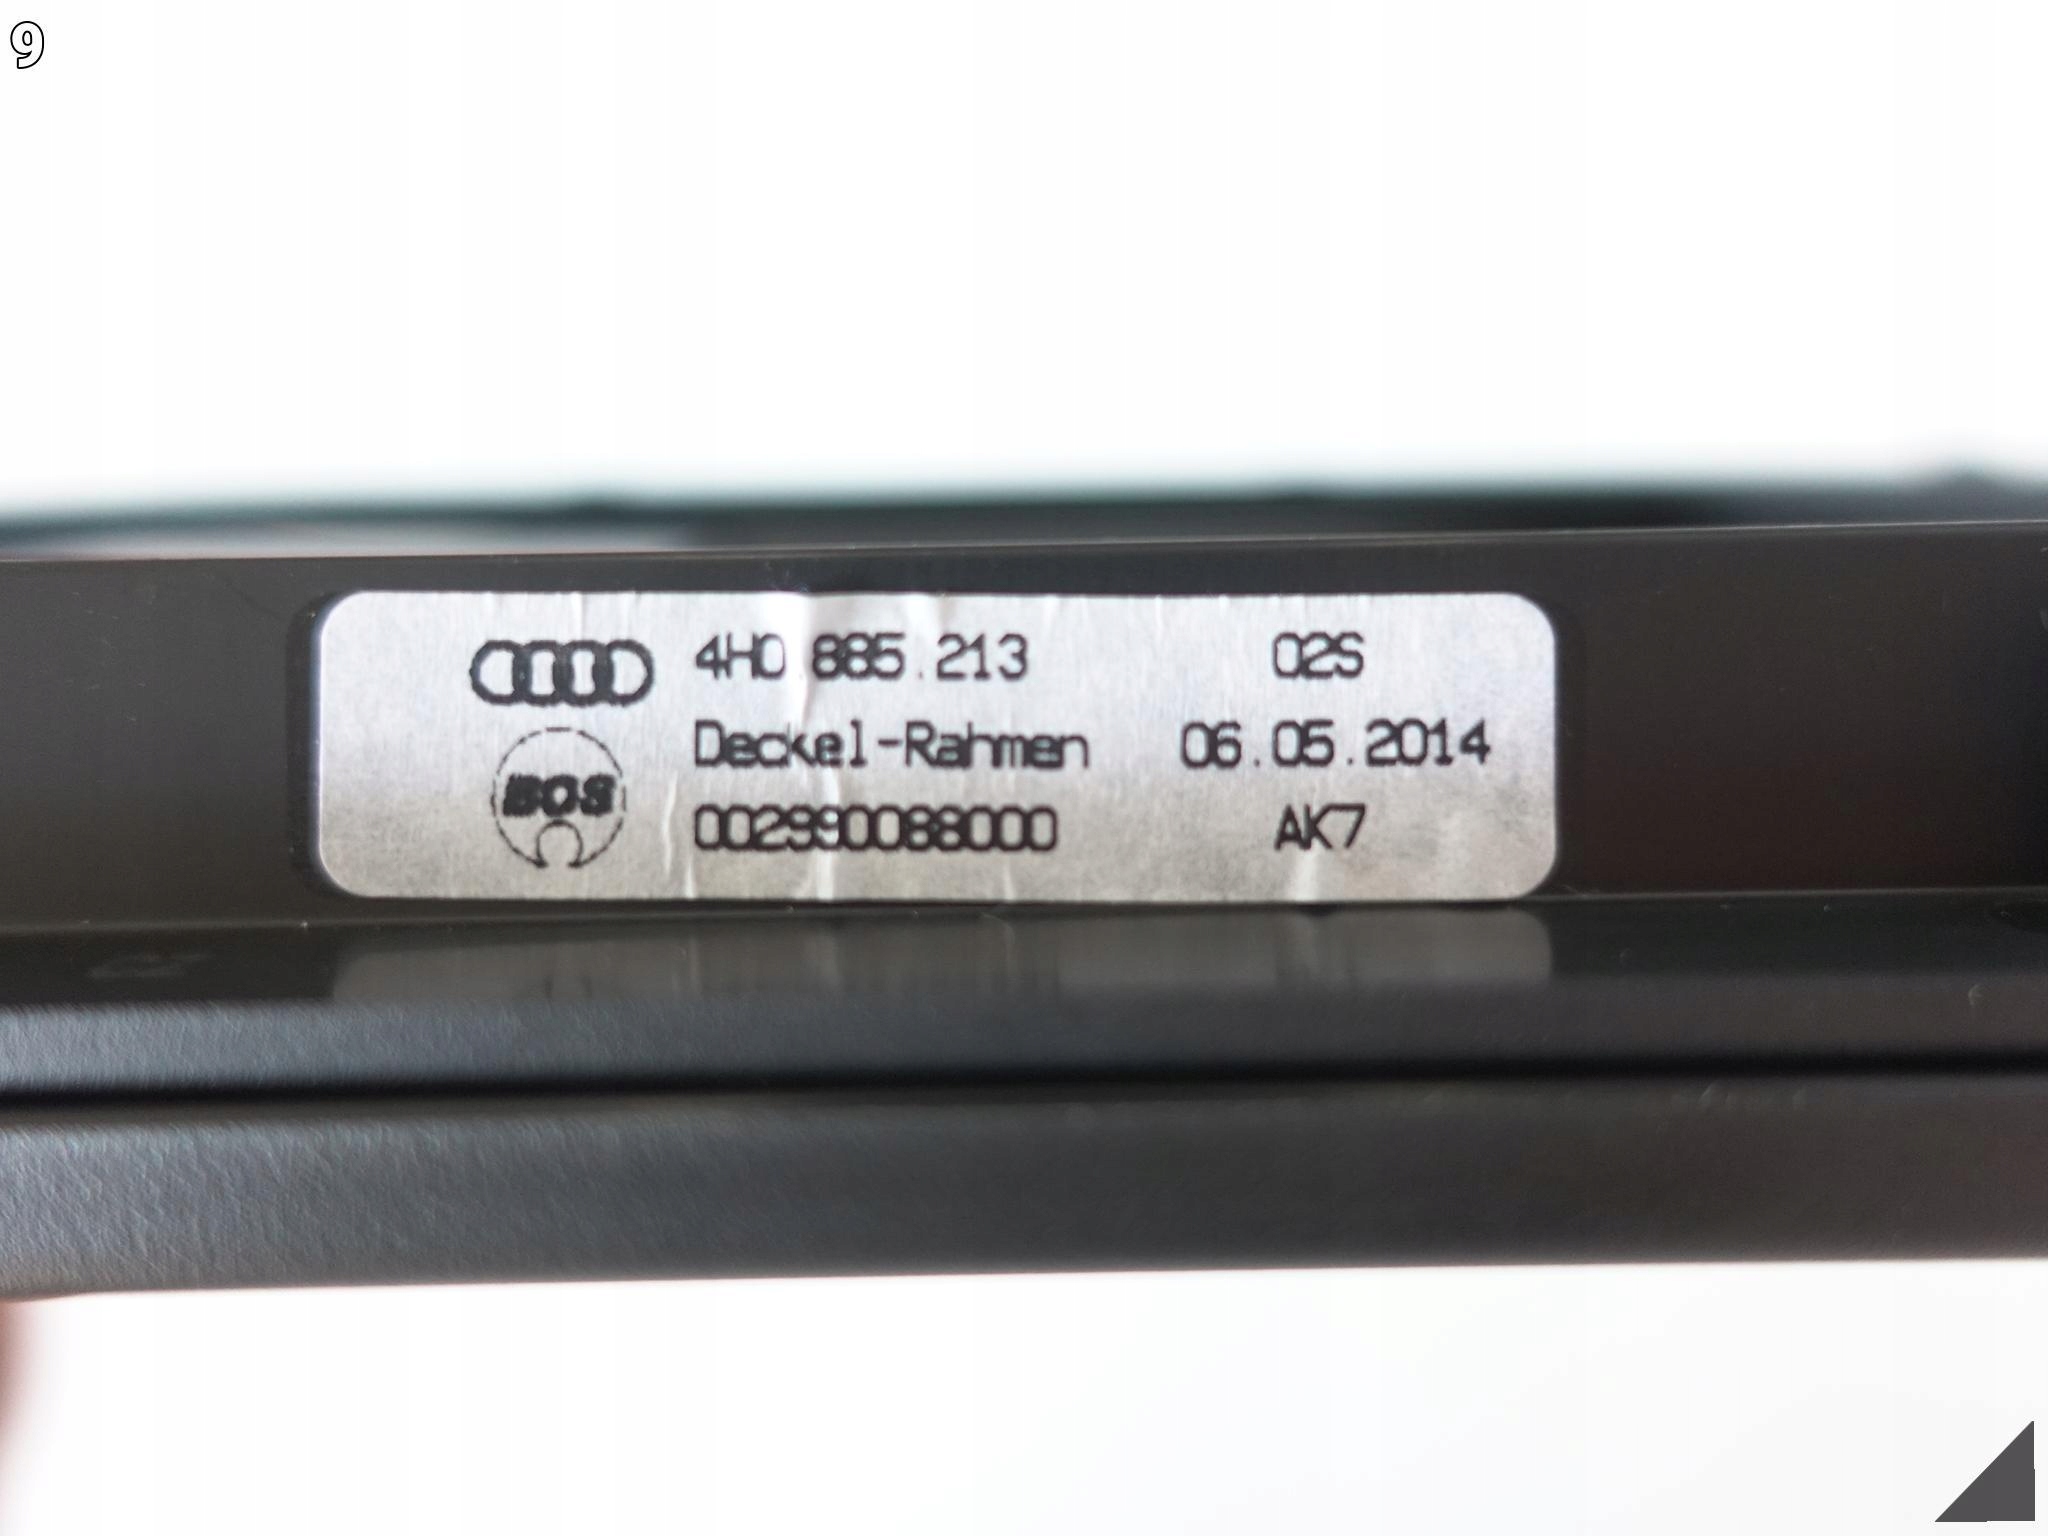 9
4H0.885.213 02S
Deckel-Rahmen 06.05.2014
BOS
002990088000 AK7